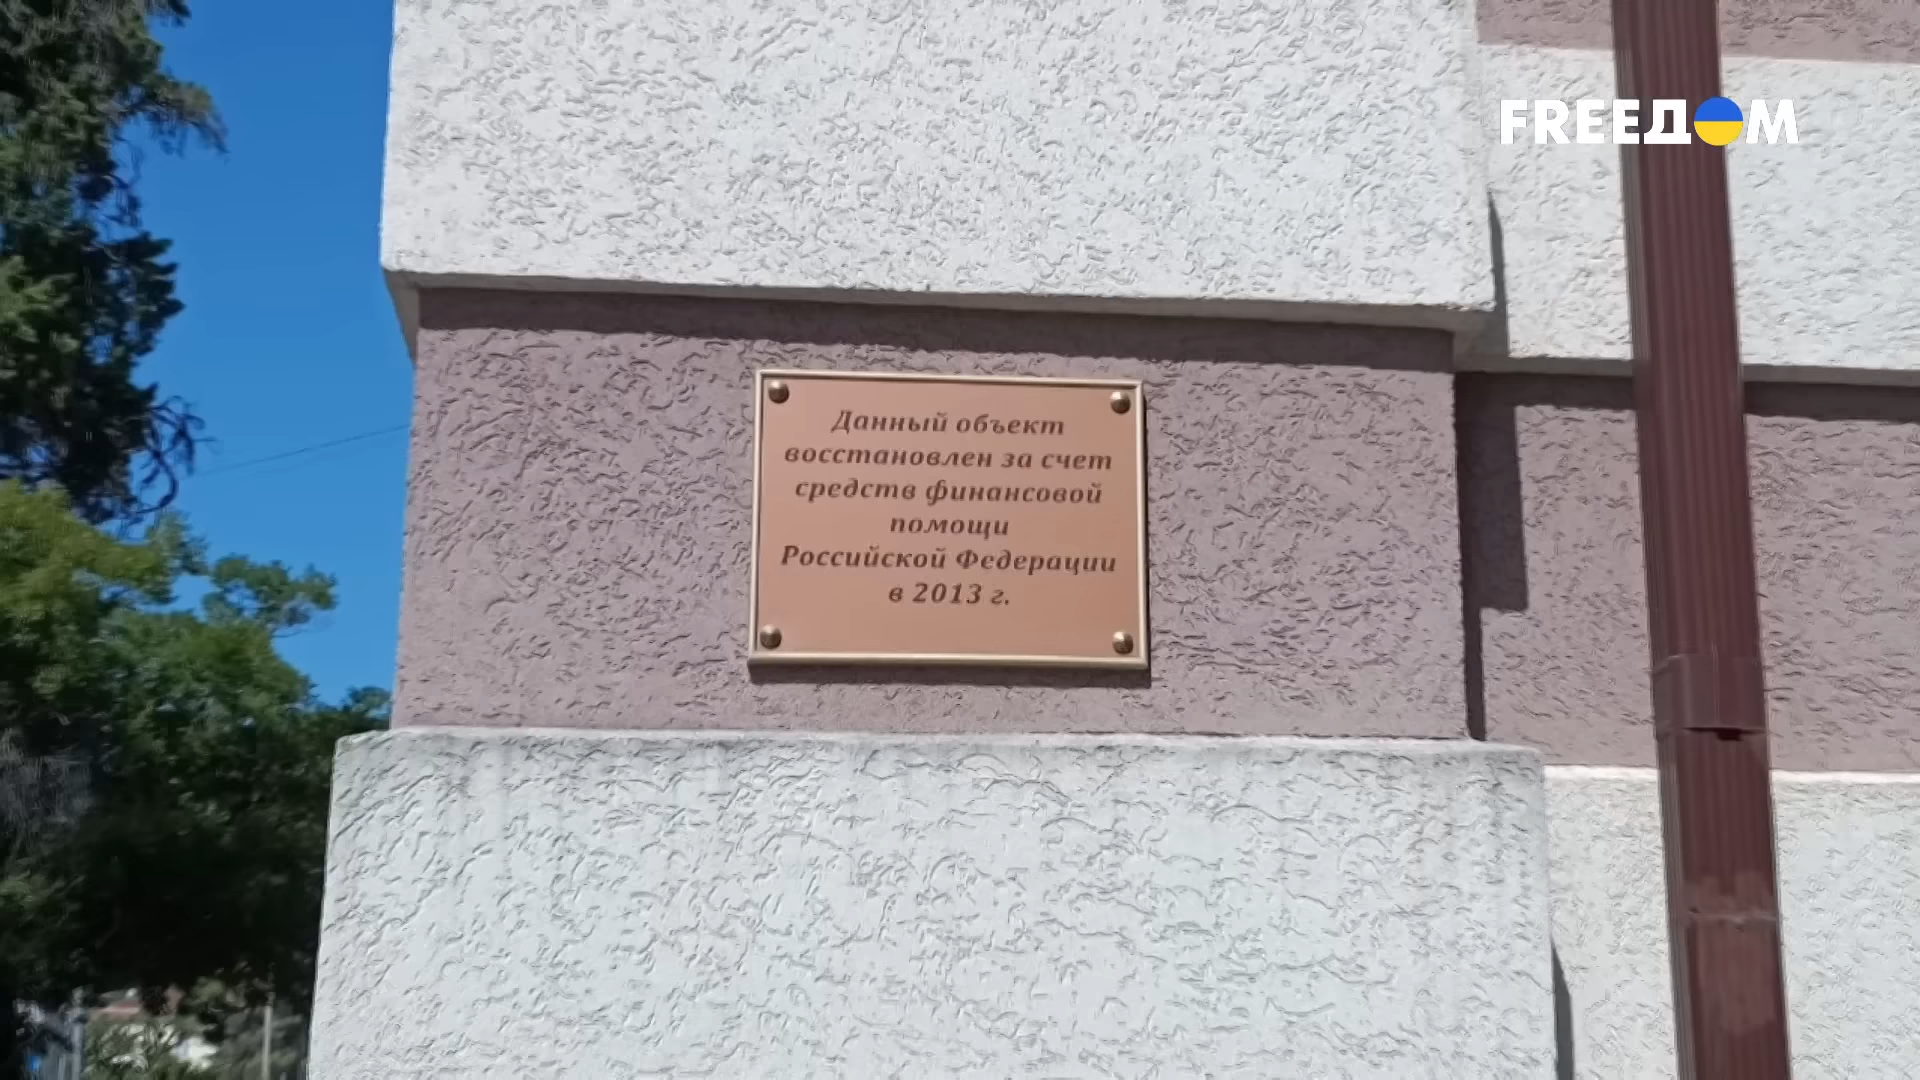 FREEДOM
Данный объект
восстановлен за счет
средств финансовой
помощи
Российской Федерации
в 2013 г.